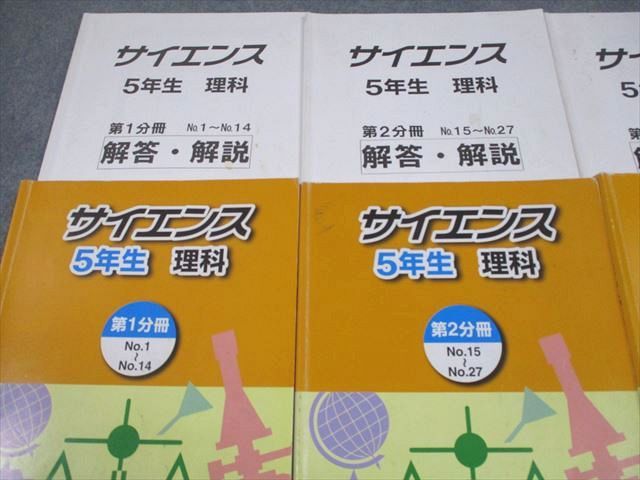 サイエンス
5年生 理科
第1分冊 No.1〜No.14
解答・解説
サイエンス
5年生 理科
第2分冊 No.15〜No.27
解答・解説
サ
5
第
サイエンス
5年生 理科
第1分冊
No.1
〜
No.14
サイエンス
5年生 理科
第2分冊
No.15
〜
No.27